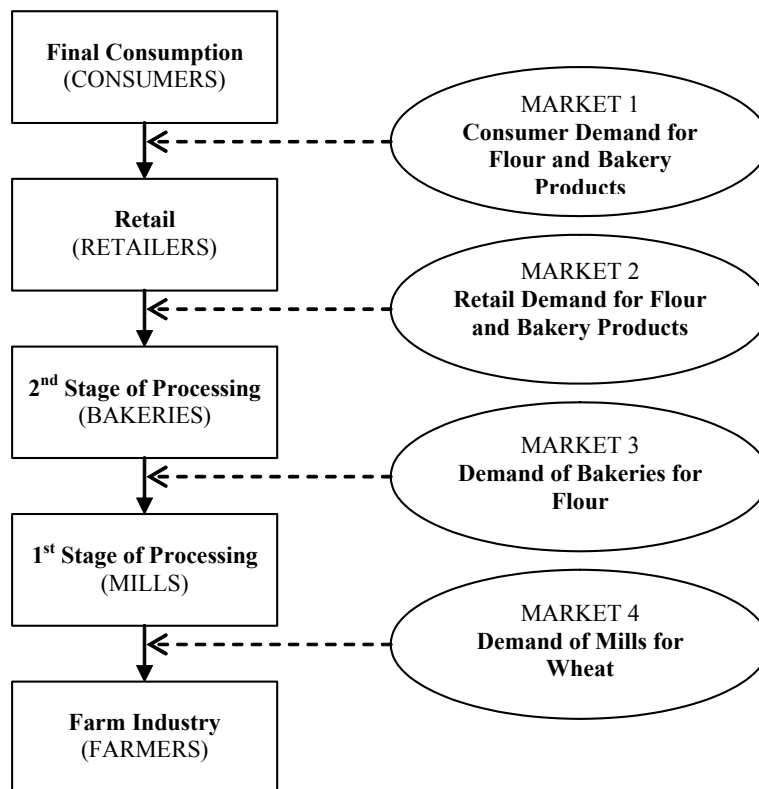 Final Consumption
(CONSUMERS)
MARKET 1
Consumer Demand for
Flour and Bakery
Products
Retail
(RETAILERS)
MARKET 2
Retail Demand for Flour
and Bakery Products
2nd Stage of Processing
(BAKERIES)
MARKET 3
Demand of Bakeries for
Flour
1st Stage of Processing
(MILLS)
MARKET 4
Demand of Mills for
Wheat
Farm Industry
(FARMERS)